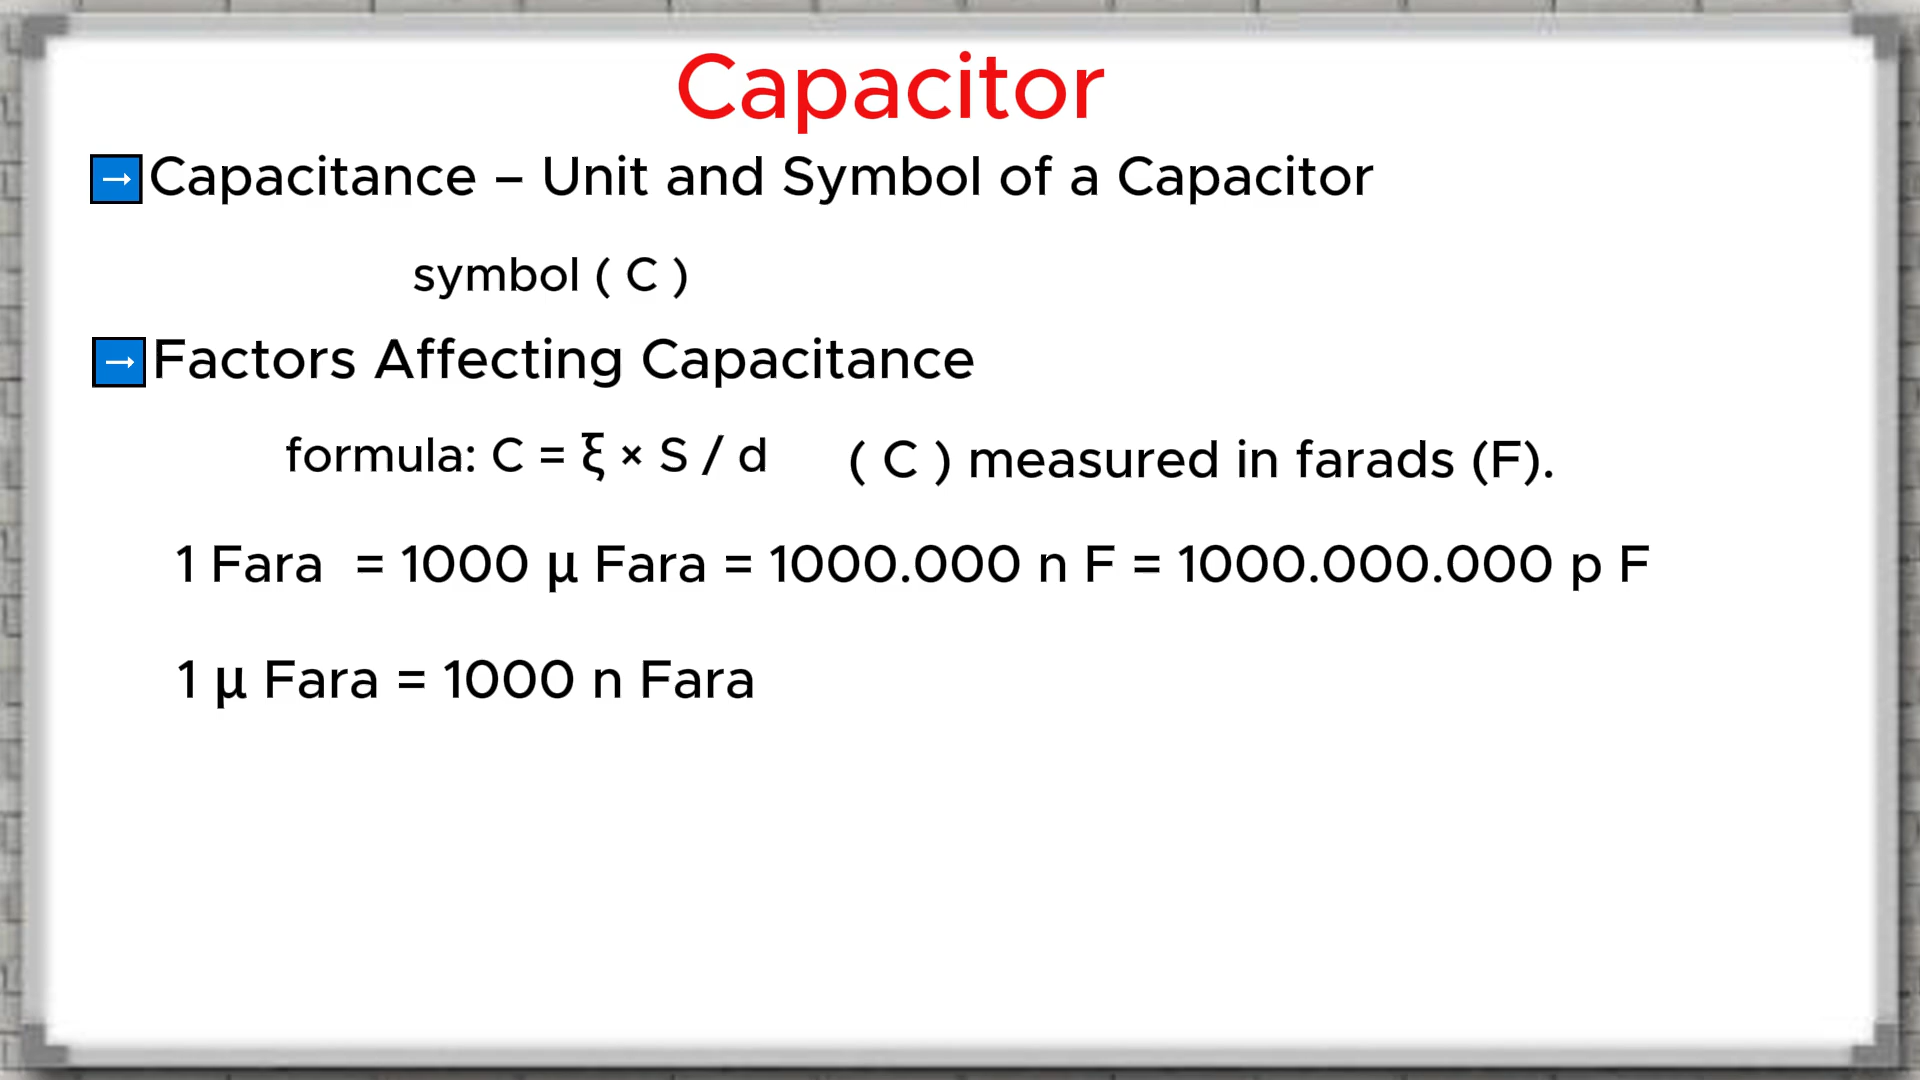 Capacitor
→ Capacitance – Unit and Symbol of a Capacitor
symbol ( C )
→ Factors Affecting Capacitance
formula: C = ξ × S / d ( C ) measured in farads (F).
1 Fara = 1000 µ Fara = 1000.000 n F = 1000.000.000 p F
1 µ Fara = 1000 n Fara